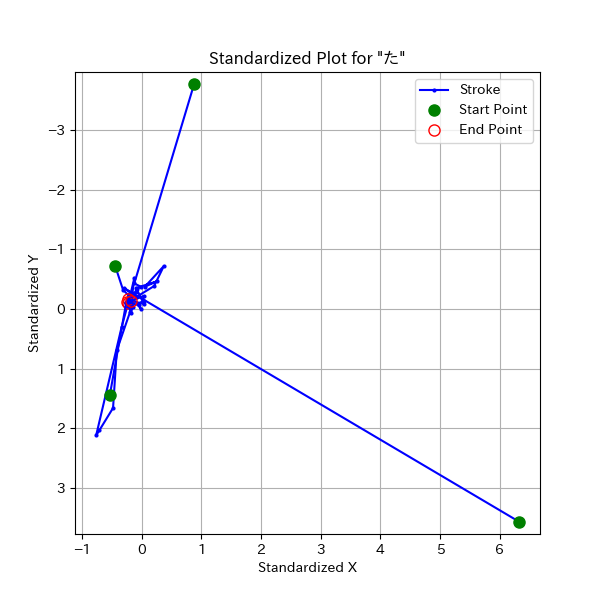 Standardized Plot for "た"
Stroke
Start Point
End Point
−3
−2
−1
0
1
2
3
Standardized Y
−1 0 1 2 3 4 5 6
Standardized X